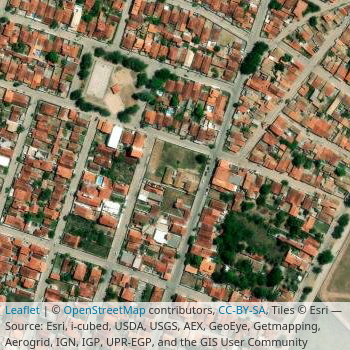 Leaflet | © OpenStreetMap contributors, CC-BY-SA, Tiles © Esri —
Source: Esri, i-cubed, USDA, USGS, AEX, GeoEye, Getmapping,
Aerogrid, IGN, IGP, UPR-EGP, and the GIS User Community